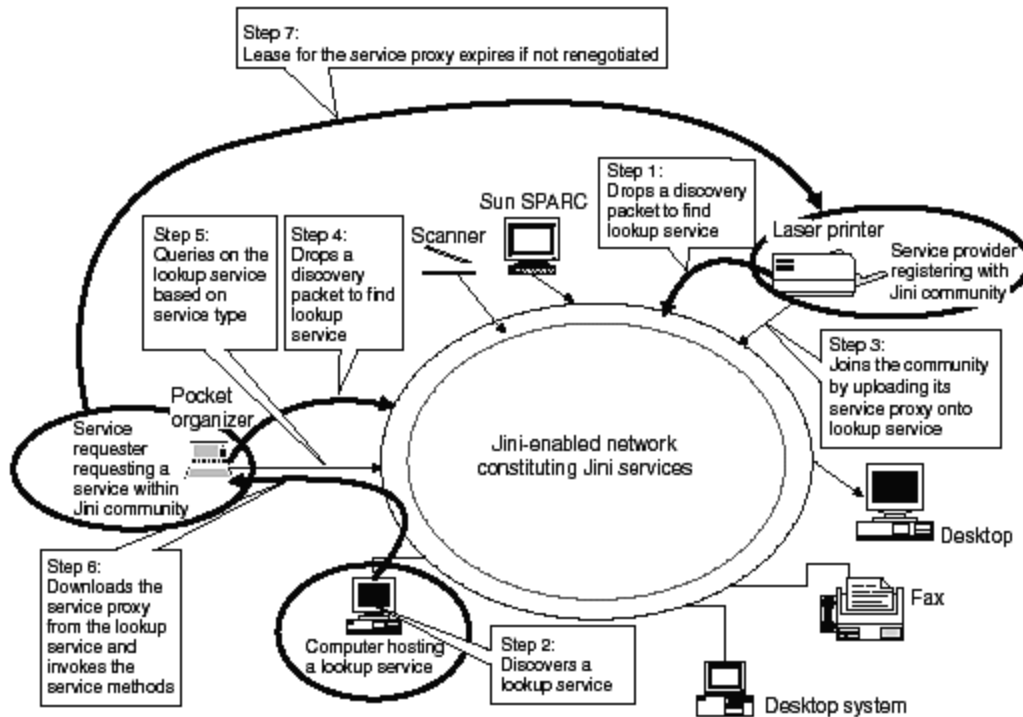 Step 7:
Lease for the service proxy expires if not renegotiated
Step 1:
Drops a discovery
packet to find
lookup service
Sun SPARC
Laser printer
Service provider
registering with
Jini community
Step 5:
Queries on the
lookup service
based on
service type
Step 4:
Drops a
discovery
packet to find
lookup
service
Scanner
Step 3:
Joins the community
by uploading its
service proxy onto
lookup service
Pocket
organizer
Service
requester
requesting a
service within
Jini community
Jini-enabled network
constituting Jini services
Desktop
Step 6:
Downloads the
service proxy
from the lookup
service and
invokes the
service methods
Computer hosting
a lookup service
Step 2:
Discovers a
lookup service
Fax
Desktop system